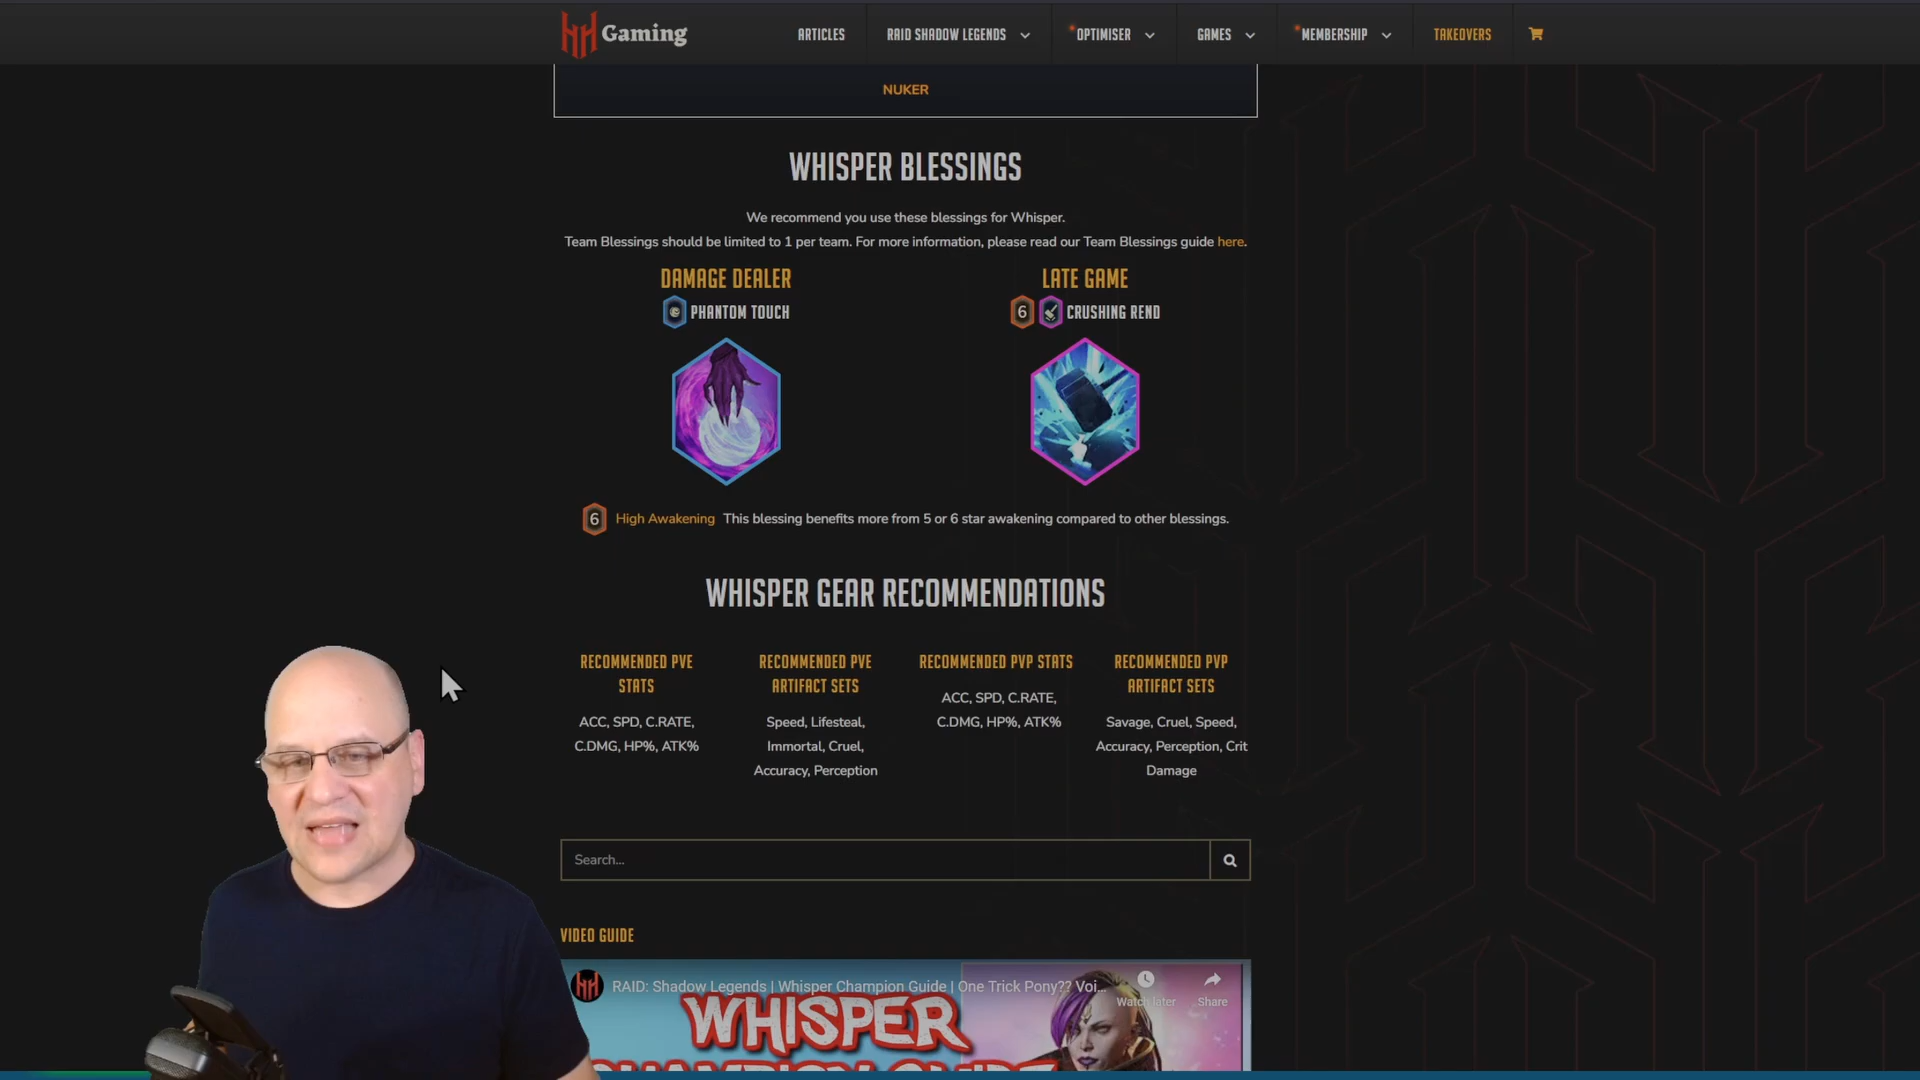 HH Gaming
ARTICLES
RAID SHADOW LEGENDS
OPTIMISER
GAMES
MEMBERSHIP
TAKEOVERS
NUKER
WHISPER BLESSINGS
We recommend you use these blessings for Whisper.
Team Blessings should be limited to 1 per team. For more information, please read our Team Blessings guide here.
DAMAGE DEALER
PHANTOM TOUCH
LATE GAME
6 CRUSHING REND
6 High Awakening This blessing benefits more from 5 or 6 star awakening compared to other blessings.
WHISPER GEAR RECOMMENDATIONS
RECOMMENDED PVE
STATS
ACC, SPD, C.RATE,
C.DMG, HP%, ATK%
RECOMMENDED PVE
ARTIFACT SETS
Speed, Lifesteal,
Immortal, Cruel,
Accuracy, Perception
RECOMMENDED PVP STATS
ACC, SPD, C.RATE,
C.DMG, HP%, ATK%
RECOMMENDED PVP
ARTIFACT SETS
Savage, Cruel, Speed,
Accuracy, Perception, Crit
Damage
Search...
VIDEO GUIDE
RAID: Shadow Legends | Whisper Champion Guide | One Trick Pony?? Voi...
Watch later
Share
WHISPER
CHAMPION GUIDE